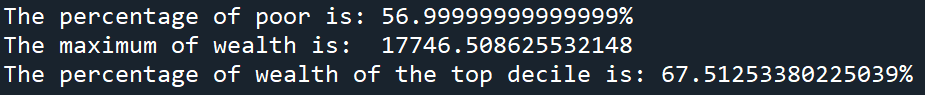 The percentage of poor is: 56.99999999999999%
The maximum of wealth is:  17746.508625532148
The percentage of wealth of the top decile is: 67.51253380225039%